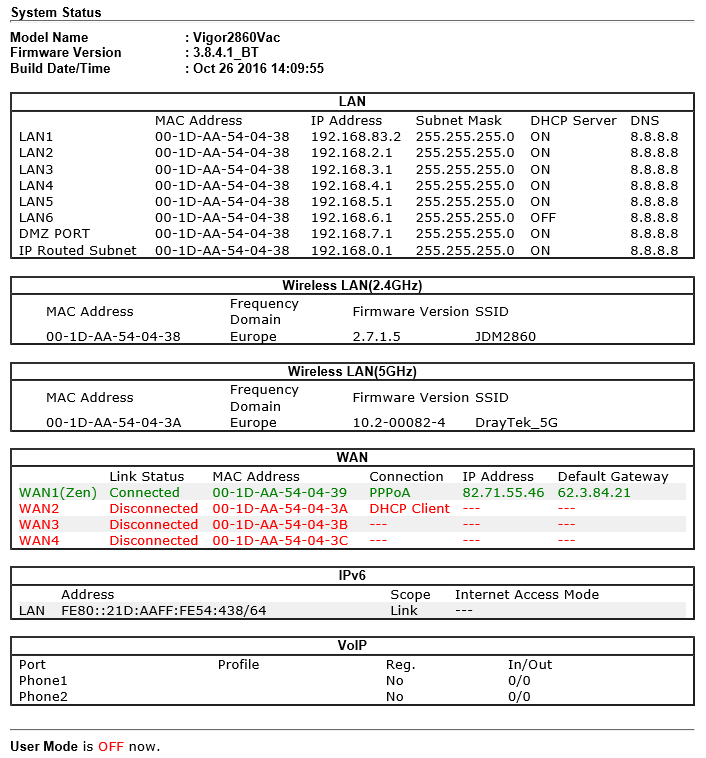 System Status
Model Name : Vigor2860Vac
Firmware Version : 3.8.4.1_BT
Build Date/Time : Oct 26 2016 14:09:55
LAN
MAC Address IP Address Subnet Mask DHCP Server DNS
LAN1 00-1D-AA-54-04-38 192.168.83.2 255.255.255.0 ON 8.8.8.8
LAN2 00-1D-AA-54-04-38 192.168.2.1 255.255.255.0 ON 8.8.8.8
LAN3 00-1D-AA-54-04-38 192.168.3.1 255.255.255.0 ON 8.8.8.8
LAN4 00-1D-AA-54-04-38 192.168.4.1 255.255.255.0 ON 8.8.8.8
LAN5 00-1D-AA-54-04-38 192.168.5.1 255.255.255.0 ON 8.8.8.8
LAN6 00-1D-AA-54-04-38 192.168.6.1 255.255.255.0 OFF 8.8.8.8
DMZ PORT 00-1D-AA-54-04-38 192.168.7.1 255.255.255.0 ON 8.8.8.8
IP Routed Subnet 00-1D-AA-54-04-38 192.168.0.1 255.255.255.0 ON 8.8.8.8
Wireless LAN(2.4GHz)
MAC Address Frequency Domain Firmware Version SSID
00-1D-AA-54-04-38 Europe 2.7.1.5 JDM2860
Wireless LAN(5GHz)
MAC Address Frequency Domain Firmware Version SSID
00-1D-AA-54-04-3A Europe 10.2-00082-4 DrayTek_5G
WAN
Link Status MAC Address Connection IP Address Default Gateway
WAN1(Zen) Connected 00-1D-AA-54-04-39 PPPoA 82.71.55.46 62.3.84.21
WAN2 Disconnected 00-1D-AA-54-04-3A DHCP Client --- ---
WAN3 Disconnected 00-1D-AA-54-04-3B --- --- ---
WAN4 Disconnected 00-1D-AA-54-04-3C --- --- ---
IPv6
Address Scope Internet Access Mode
LAN FE80::21D:AAFF:FE54:438/64 Link ---
VoIP
Port Profile Reg. In/Out
Phone1 No 0/0
Phone2 No 0/0
User Mode is OFF now.